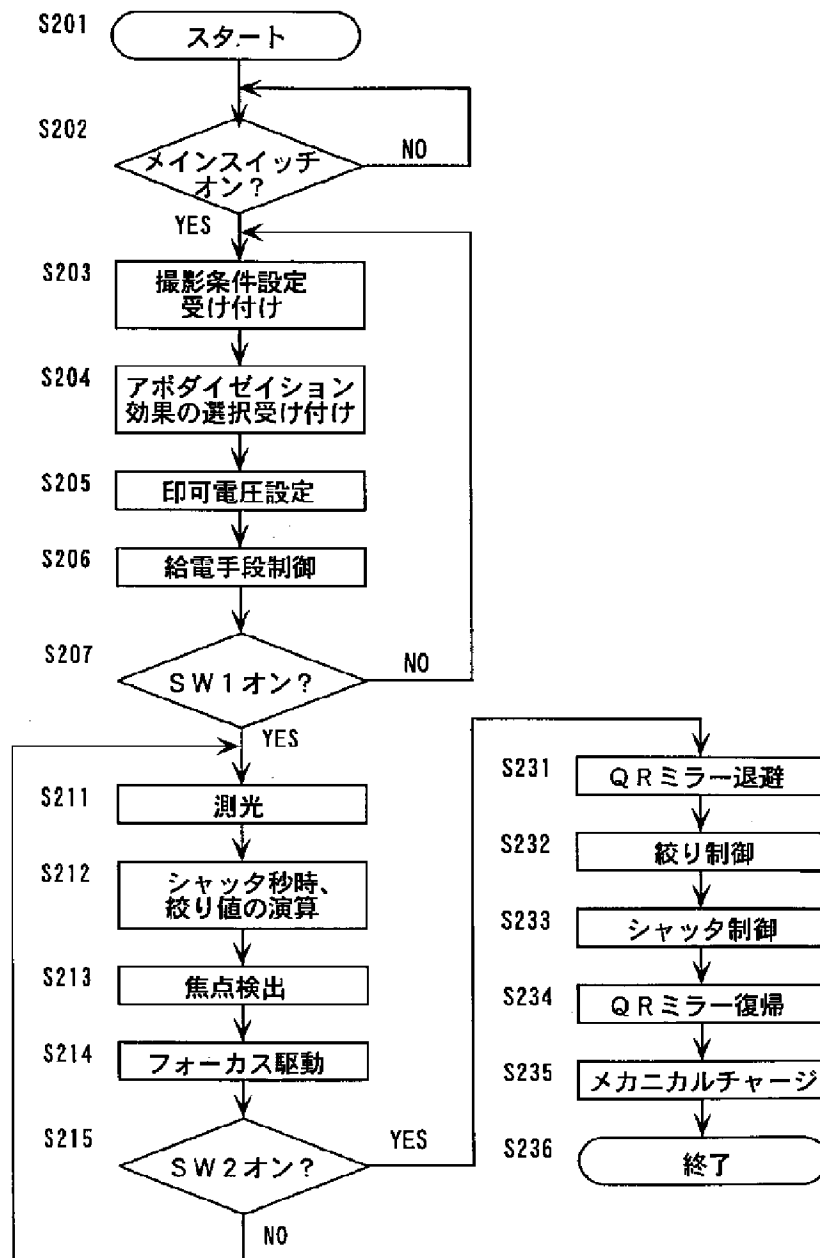 S201
スタート
S202
メインスイッチ
オン?
NO
YES
S203
撮影条件設定
受け付け
S204
アポダイゼイション
効果の選択受け付け
S205
印可電圧設定
S206
給電手段制御
S207
SW1オン?
NO
YES
S211
測光
S212
シャッタ秒時、
絞り値の演算
S213
焦点検出
S214
フォーカス駆動
S215
SW2オン?
YES
NO
S231
QRミラー退避
S232
絞り制御
S233
シャッタ制御
S234
QRミラー復帰
S235
メカニカルチャージ
S236
終了